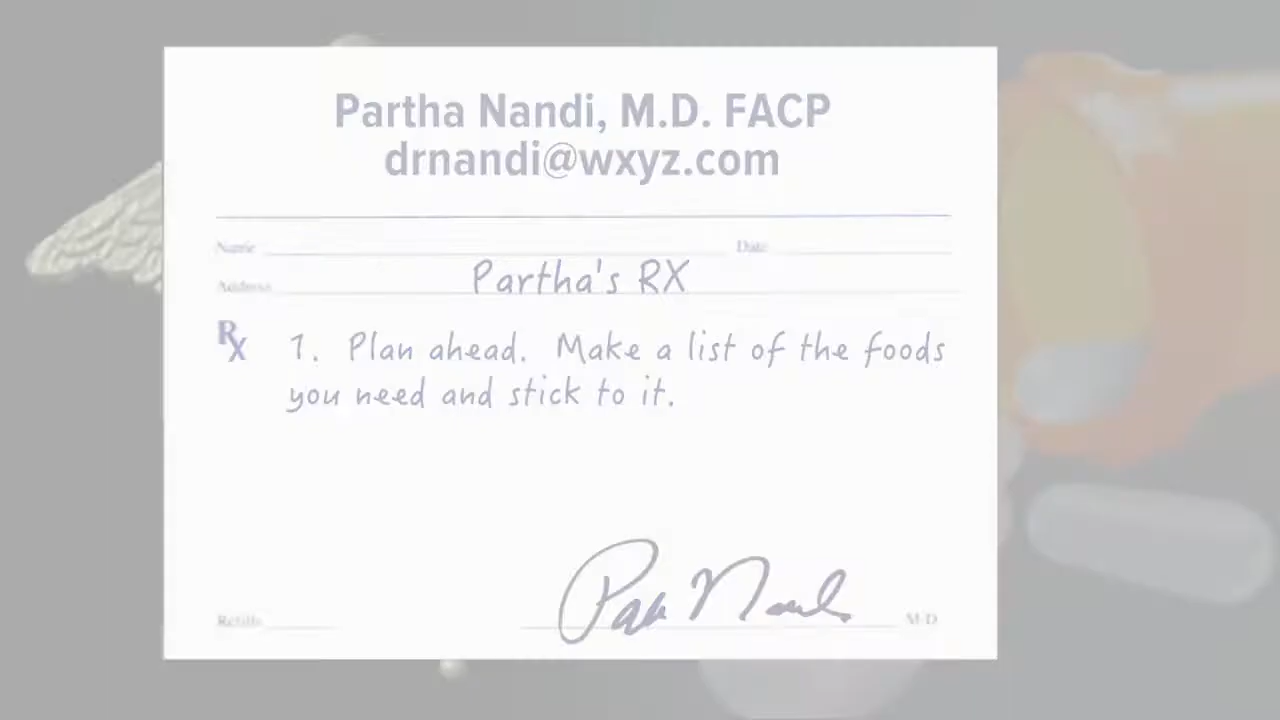 Partha Nandi, M.D. FACP
drnandi@wxyz.com
Name Date
Partha's RX
Address
Rx 1. Plan ahead. Make a list of the foods
you need and stick to it.
Refills M.D.